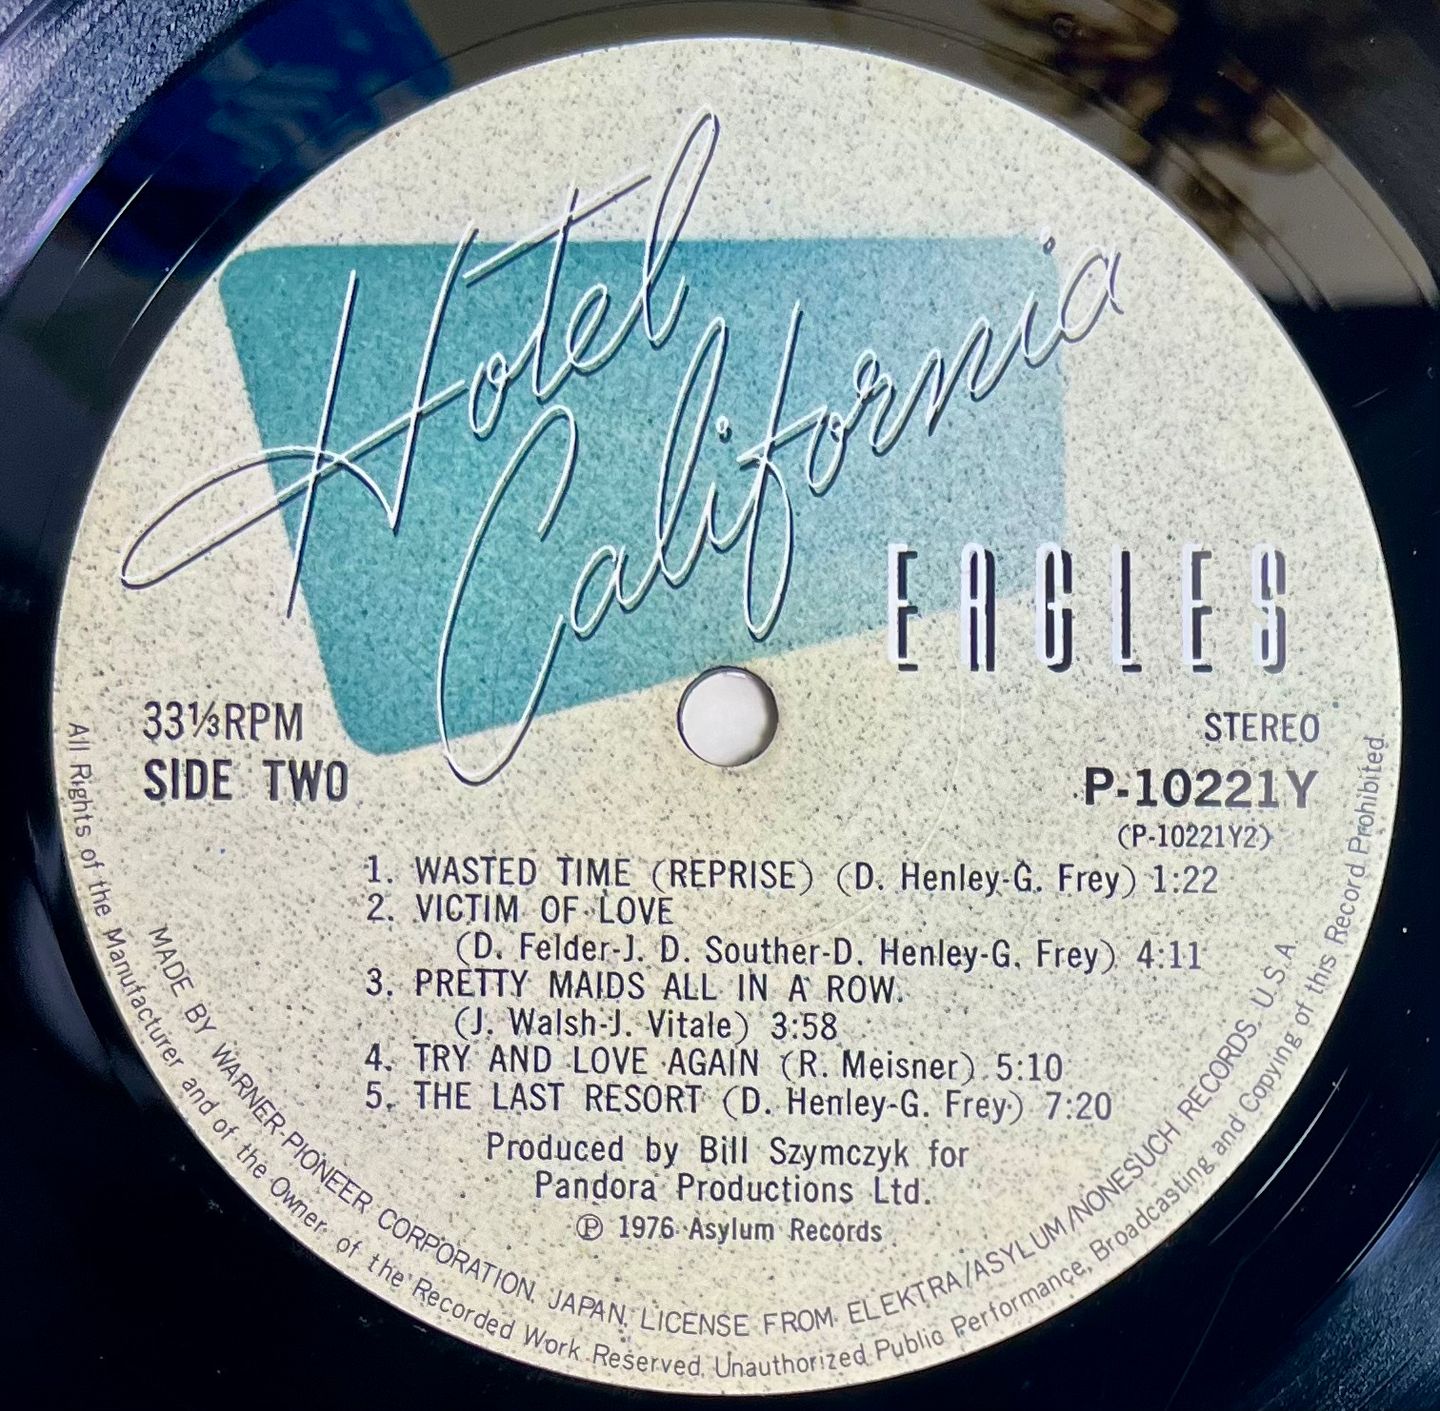 Hotel
California
EAGLES
33⅓RPM
SIDE TWO
STEREO
P-10221Y
(P-10221Y2)
1. WASTED TIME (REPRISE) (D. Henley-G. Frey) 1:22
2. VICTIM OF LOVE
(D. Felder-J. D. Souther-D. Henley-G. Frey) 4:11
3. PRETTY MAIDS ALL IN A ROW
(J. Walsh-J. Vitale) 3:58
4. TRY AND LOVE AGAIN (R. Meisner) 5:10
5. THE LAST RESORT (D. Henley-G. Frey) 7:20
Produced by Bill Szymczyk for
Pandora Productions Ltd.
Ⓟ 1976 Asylum Records
MADE BY WARNER-PIONEER CORPORATION, JAPAN, LICENSE FROM ELEKTRA/ASYLUM/NONESUCH RECORDS, U.S.A
All Rights of the Manufacturer and of the Owner of the Recorded Work Reserved. Unauthorized Public Performance, Broadcasting and Copying of this Record Prohibited.